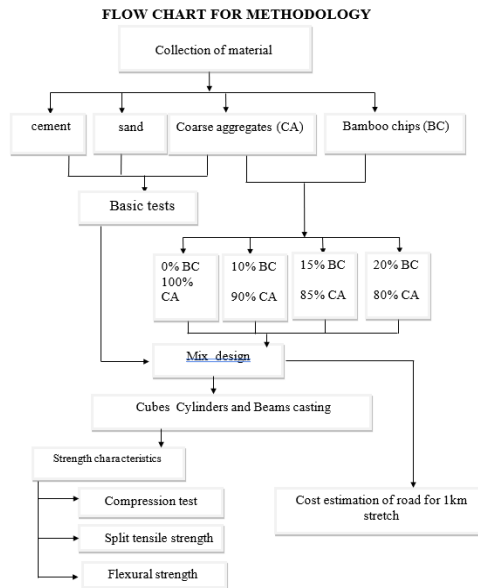 FLOW CHART FOR METHODOLOGY
Collection of material
cement
sand
Coarse aggregates (CA)
Bamboo chips (BC)
Basic tests
0% BC
100%
CA
10% BC
90% CA
15% BC
85% CA
20% BC
80% CA
Mix design
Cubes Cylinders and Beams casting
Strength characteristics
Compression test
Split tensile strength
Flexural strength
Cost estimation of road for 1km
stretch